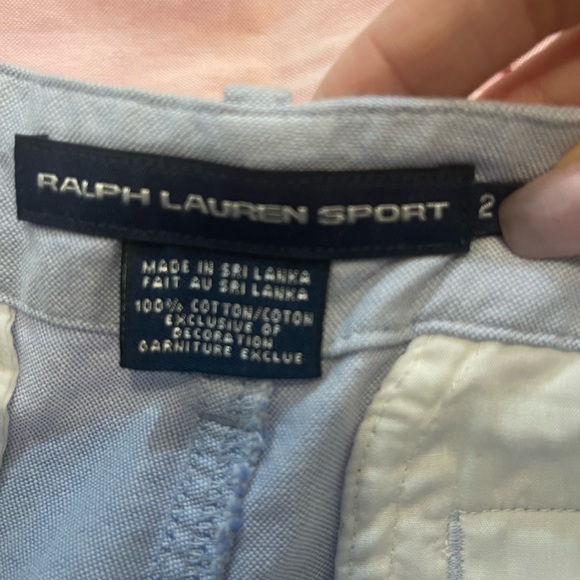 RALPH LAUREN SPORT 2
MADE IN SRI LANKA
FAIT AU SRI LANKA
100% COTTON/COTON
EXCLUSIVE OF
DECORATION
GARNITURE EXCLUE